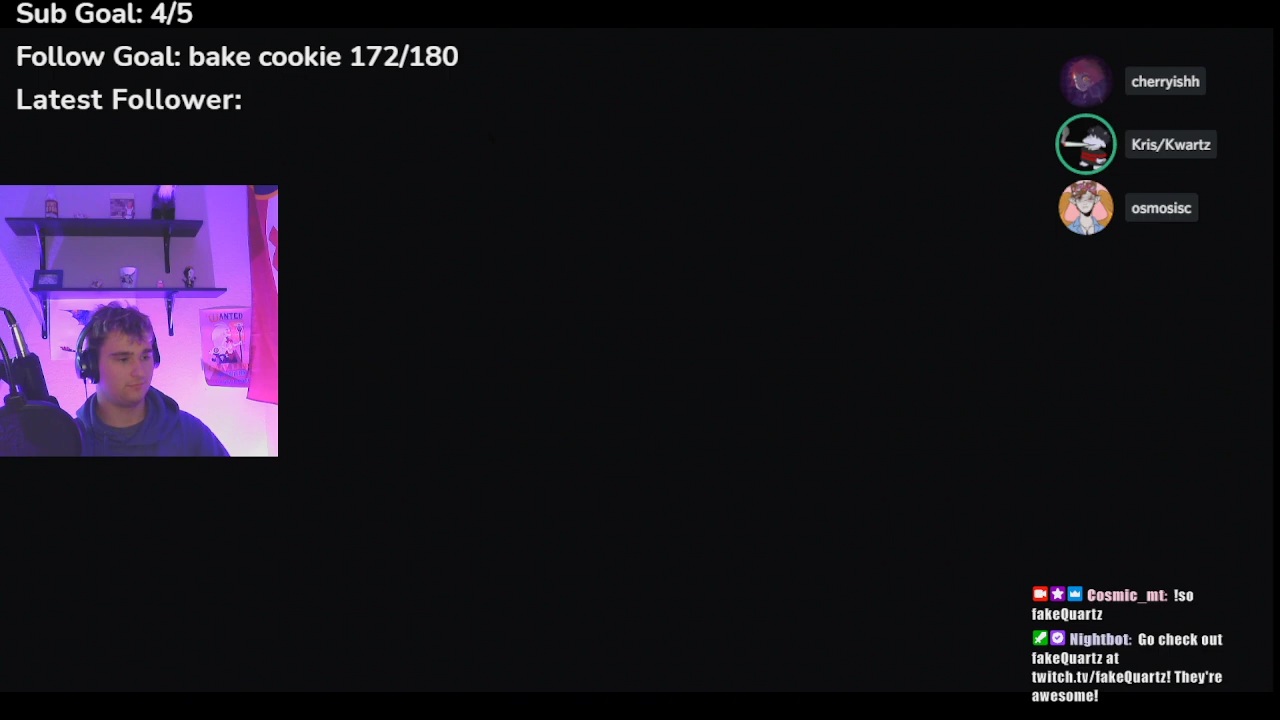 Sub Goal: 4/5
Follow Goal: bake cookie 172/180
Latest Follower:
cherryishh
Kris/Kwartz
osmosisc
WANTED
Cosmic_mt: !so
fakeQuartz
Nightbot: Go check out
fakeQuartz at
twitch.tv/fakeQuartz! They're
awesome!